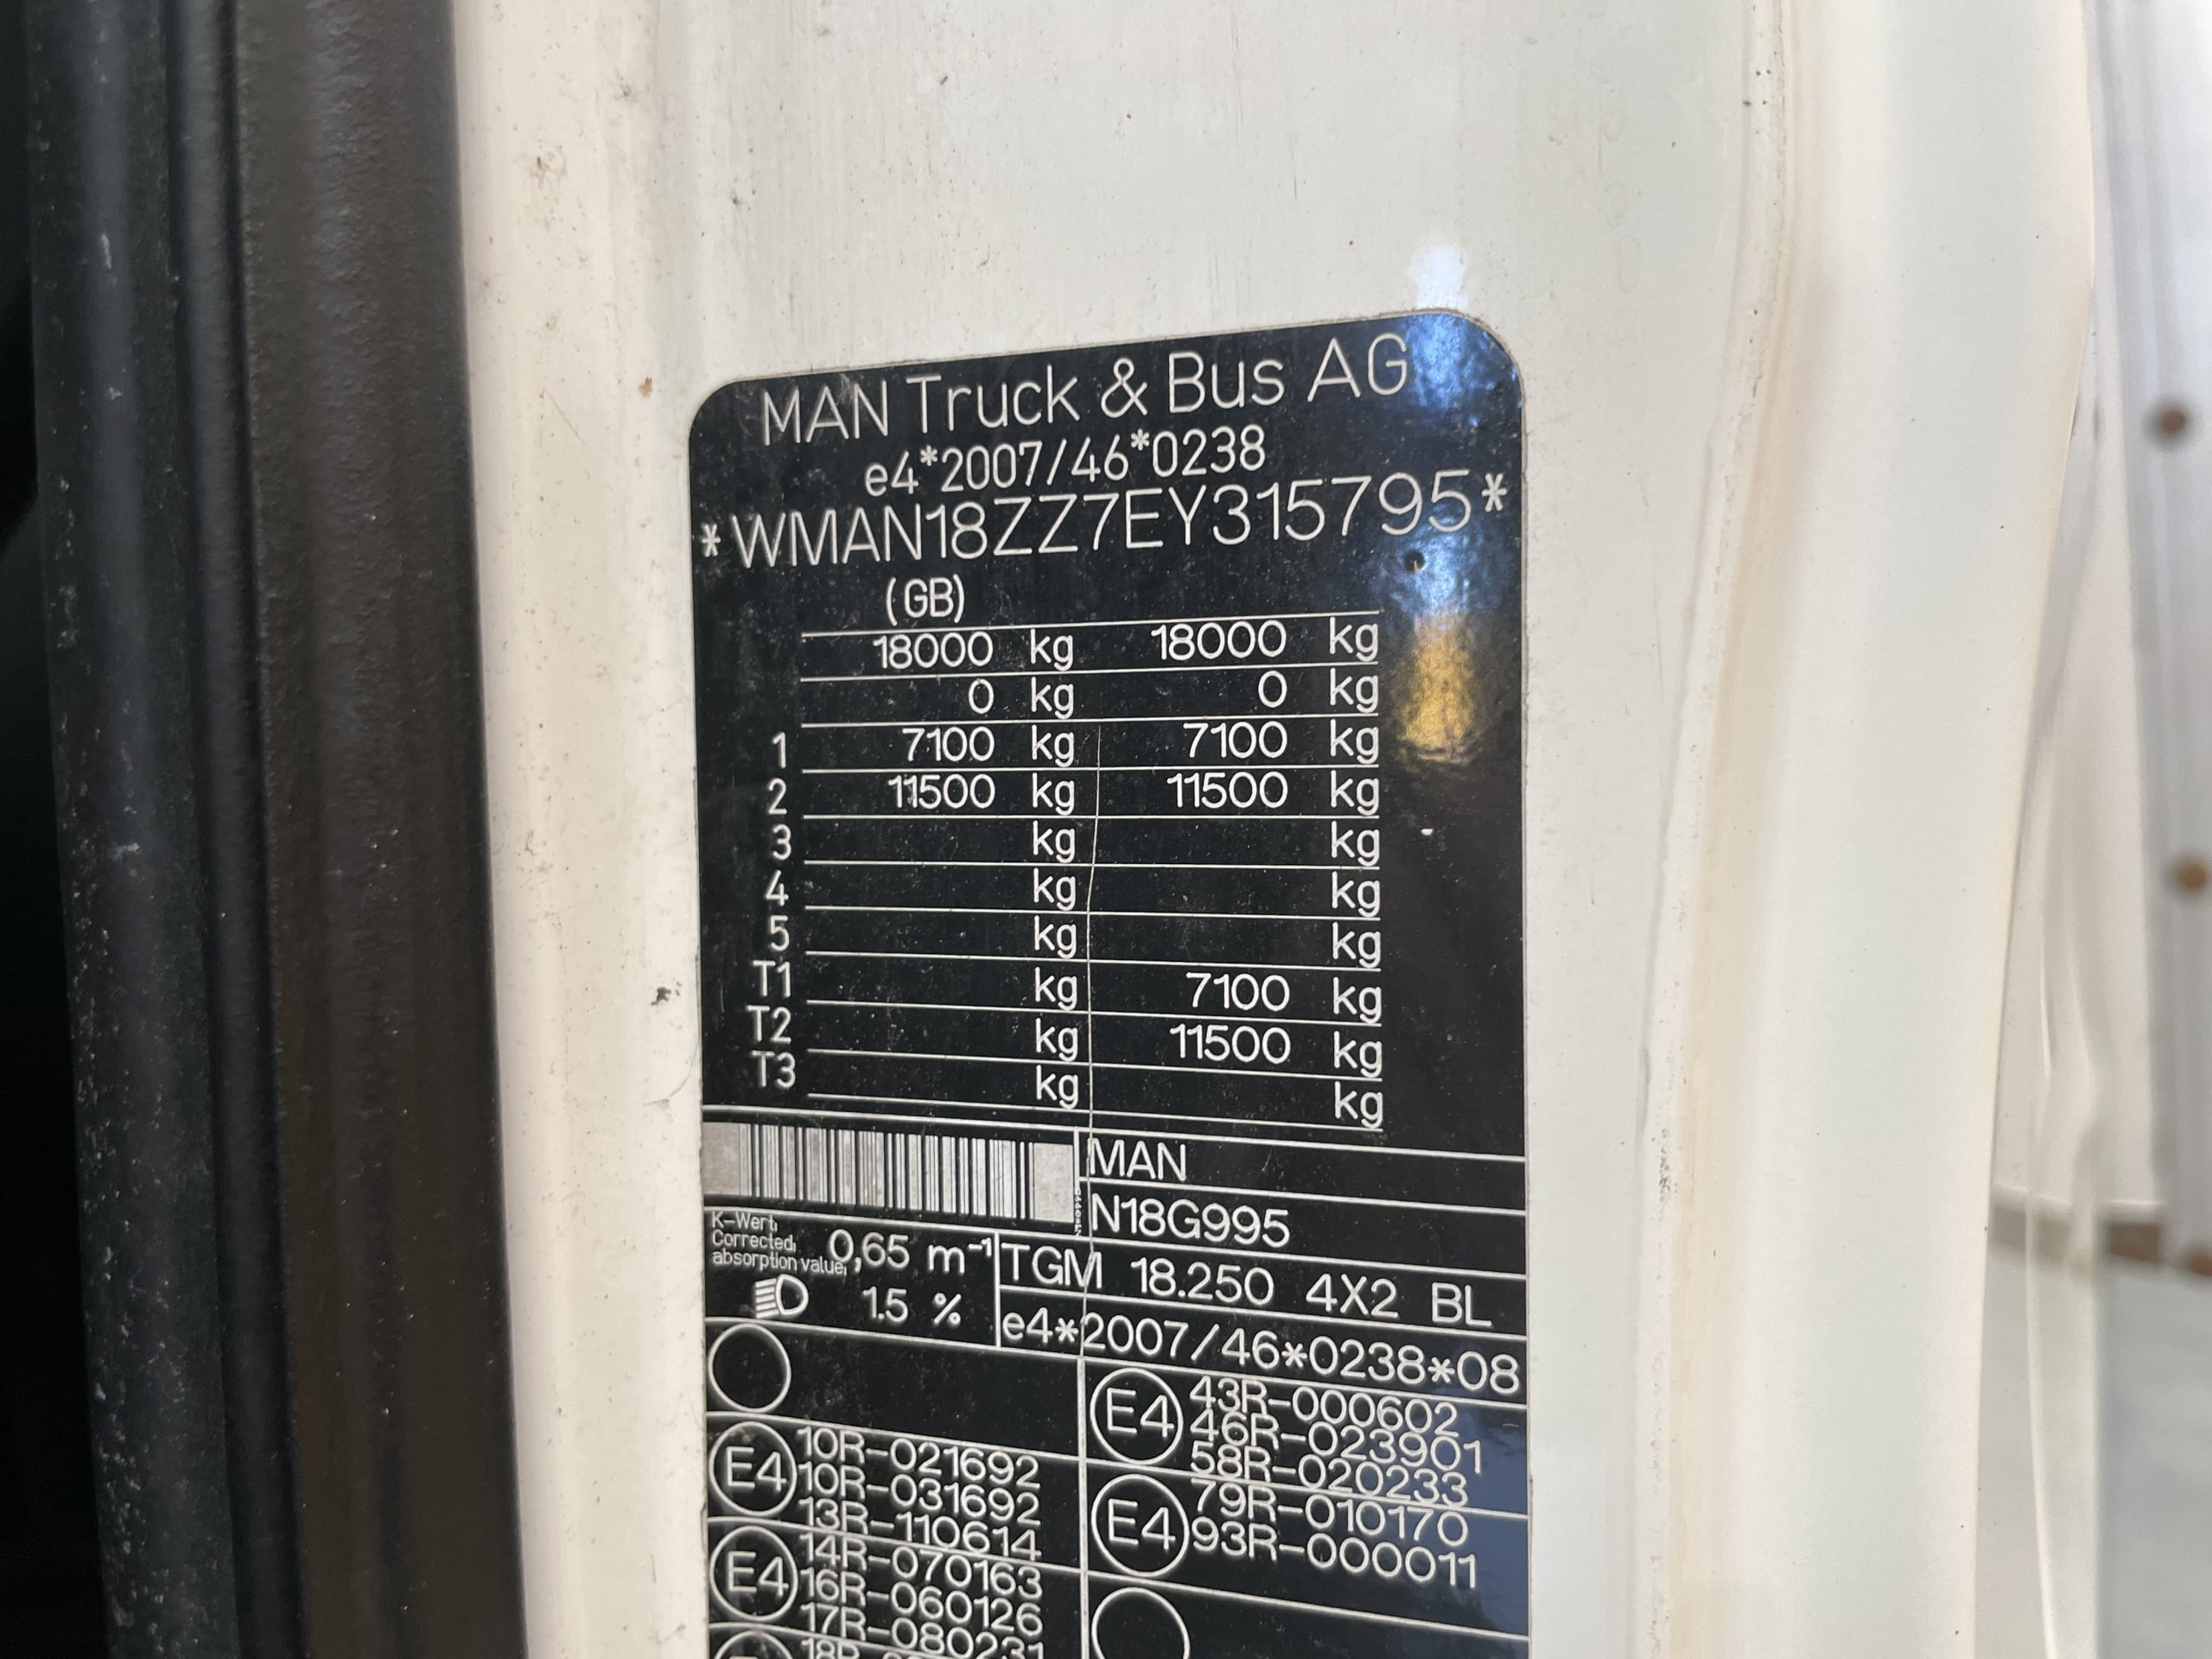 MAN Truck & Bus AG
e4*2007/46*0238
*WMAN18ZZ7EY315795*
(GB)
18000 kg 18000 kg
0 kg 0 kg
1 7100 kg 7100 kg
2 11500 kg 11500 kg
3 kg kg
4 kg kg
5 kg kg
T1 kg 7100 kg
T2 kg 11500 kg
T3 kg kg
MAN
N18G995
K-Wert,
Corrected,
absorption value,
0,65 m⁻¹
1.5 %
TGM 18.250 4X2 BL
e4*2007/46*0238*08
E4
10R-021692
10R-031692
13R-110614
E4
14R-070163
16R-060126
17R-080231
18R
E4
43R-000602
46R-023901
58R-020233
E4
79R-010170
93R-000011